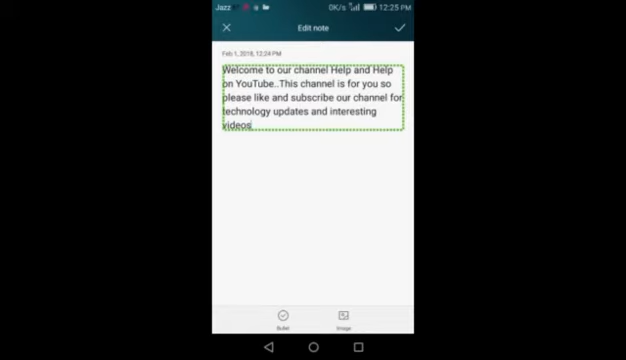 Jazz 0K/s 12:25 PM
Edit note
Feb 1, 2018, 12:24 PM
Welcome to our channel Help and Help
on YouTube..This channel is for you so
please like and subscribe our channel for
technology updates and interesting
videos
Bullet Image